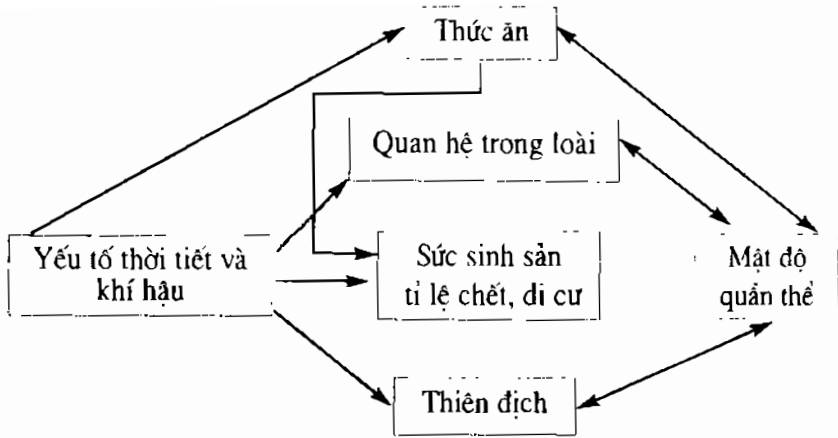 Thức ăn
Quan hệ trong loài
Yếu tố thời tiết và
khí hậu
Sức sinh sản
tỉ lệ chết, di cư
Mật độ
quẩn thể
Thiên địch